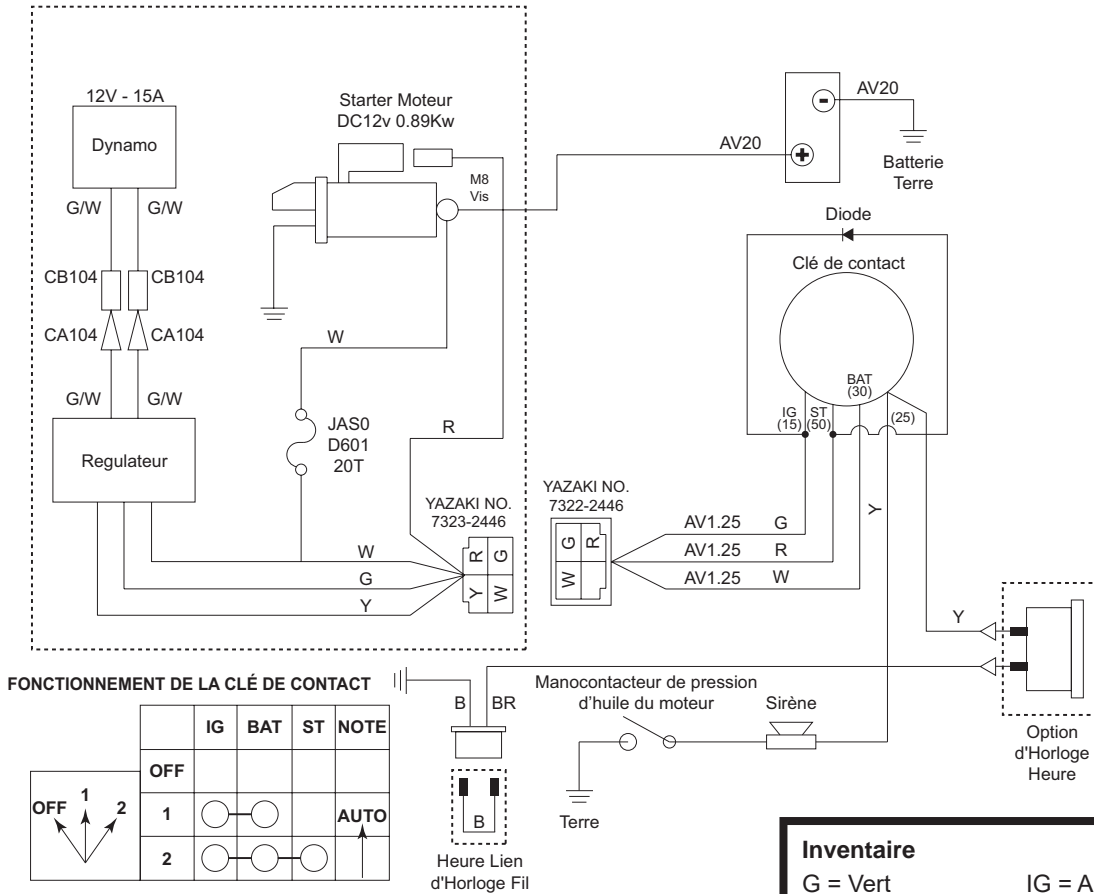 12V - 15A
Dynamo
G/W
G/W
CB104
CB104
CA104
CA104
G/W
G/W
Regulateur
Starter Moteur
DC12v 0.89Kw
M8
Vis
W
JAS0
D601
20T
R
YAZAKI NO.
7323-2446
R
G
Y
W
W
G
Y
AV20
AV20
Batterie
Terre
Diode
Clé de contact
BAT
(30)
IG
(15)
ST
(50)
(25)
YAZAKI NO.
7322-2446
G
R
W
AV1.25 G
AV1.25 R
AV1.25 W
Y
Y
Option
d'Horloge
Heure
Manocontacteur de pression
d'huile du moteur
Sirène
Terre
B
BR
B
Heure Lien
d'Horloge Fil
FONCTIONNEMENT DE LA CLÉ DE CONTACT
IG BAT ST NOTE
OFF
1 AUTO
2
OFF 1 2
Inventaire
G = Vert IG = A